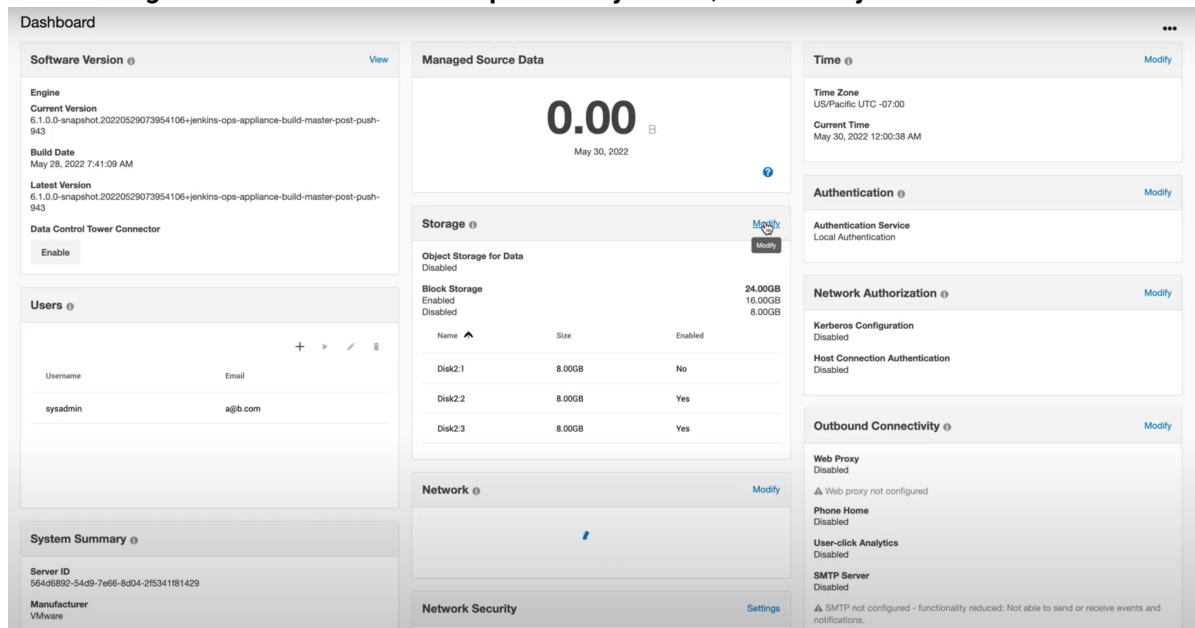 Dashboard
Software Version
View
Engine
Current Version
6.1.0.0-snapshot.20220529073954106+jenkins-ops-appliance-build-master-post-push-
943
Build Date
May 28, 2022 7:41:09 AM
Latest Version
6.1.0.0-snapshot.20220529073954106+jenkins-ops-appliance-build-master-post-push-
943
Data Control Tower Connector
Enable
Users
Username Email
sysadmin a@b.com
System Summary
Server ID
564d6892-54d9-7e66-8d04-2f5341f81429
Manufacturer
VMware
Managed Source Data
0.00 B
May 30, 2022
Storage
Modify
Modify
Object Storage for Data
Disabled
Block Storage 24.00GB
Enabled 16.00GB
Disabled 8.00GB
Name Size Enabled
Disk2:1 8.00GB No
Disk2:2 8.00GB Yes
Disk2:3 8.00GB Yes
Network
Modify
Network Security
Settings
Time
Modify
Time Zone
US/Pacific UTC -07:00
Current Time
May 30, 2022 12:00:38 AM
Authentication
Modify
Authentication Service
Local Authentication
Network Authorization
Modify
Kerberos Configuration
Disabled
Host Connection Authentication
Disabled
Outbound Connectivity
Modify
Web Proxy
Disabled
Web proxy not configured
Phone Home
Disabled
User-click Analytics
Disabled
SMTP Server
Disabled
SMTP not configured - functionality reduced: Not able to send or receive events and
notifications.